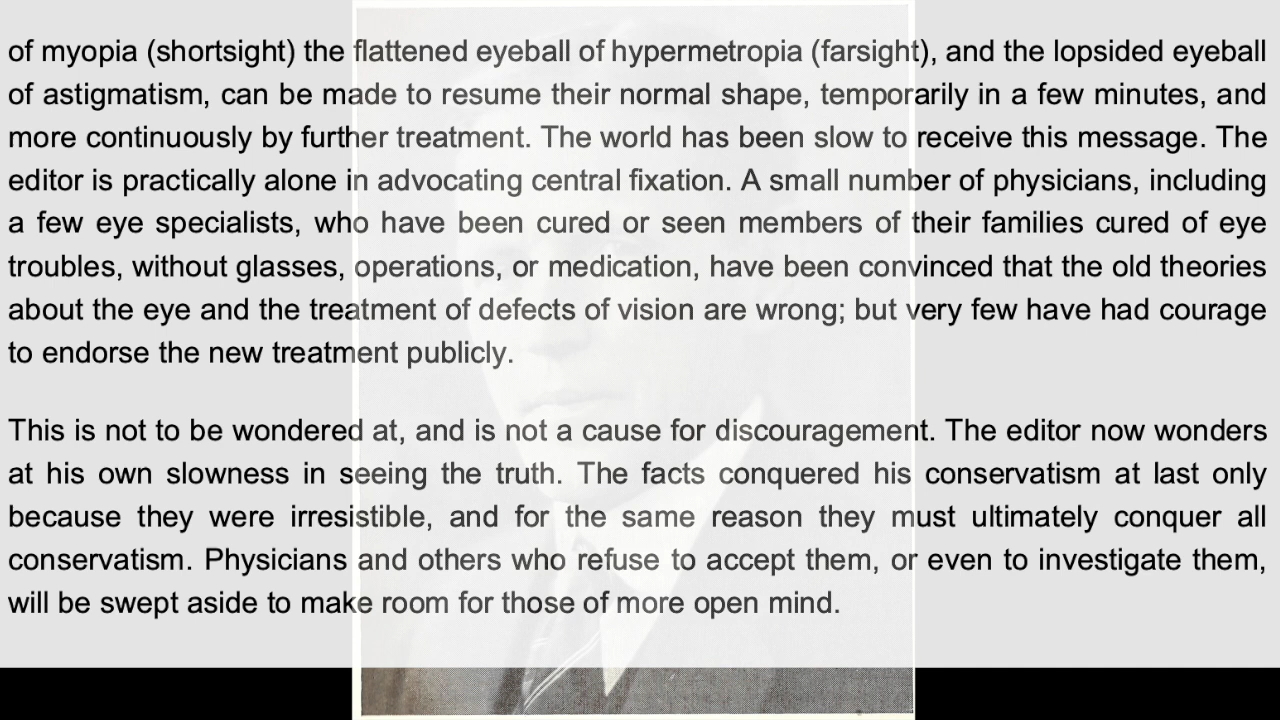 of myopia (shortsight) the flattened eyeball of hypermetropia (farsight), and the lopsided eyeball
of astigmatism, can be made to resume their normal shape, temporarily in a few minutes, and
more continuously by further treatment. The world has been slow to receive this message. The
editor is practically alone in advocating central fixation. A small number of physicians, including
a few eye specialists, who have been cured or seen members of their families cured of eye
troubles, without glasses, operations, or medication, have been convinced that the old theories
about the eye and the treatment of defects of vision are wrong; but very few have had courage
to endorse the new treatment publicly.
This is not to be wondered at, and is not a cause for discouragement. The editor now wonders
at his own slowness in seeing the truth. The facts conquered his conservatism at last only
because they were irresistible, and for the same reason they must ultimately conquer all
conservatism. Physicians and others who refuse to accept them, or even to investigate them,
will be swept aside to make room for those of more open mind.